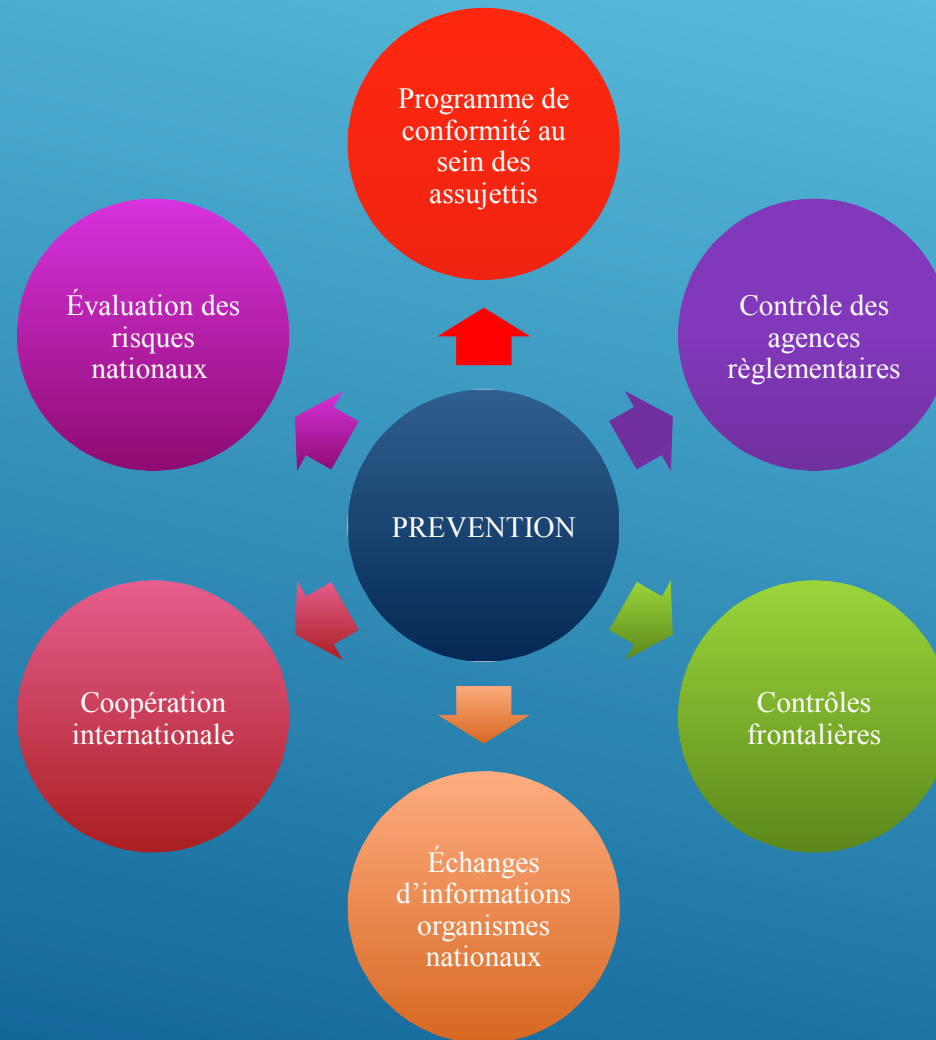 Programme de
conformité au
sein des
assujettis
Évaluation des
risques
nationaux
Contrôle des
agences
règlementaires
PREVENTION
Coopération
internationale
Contrôles
frontalières
Échanges
d’informations
organismes
nationaux